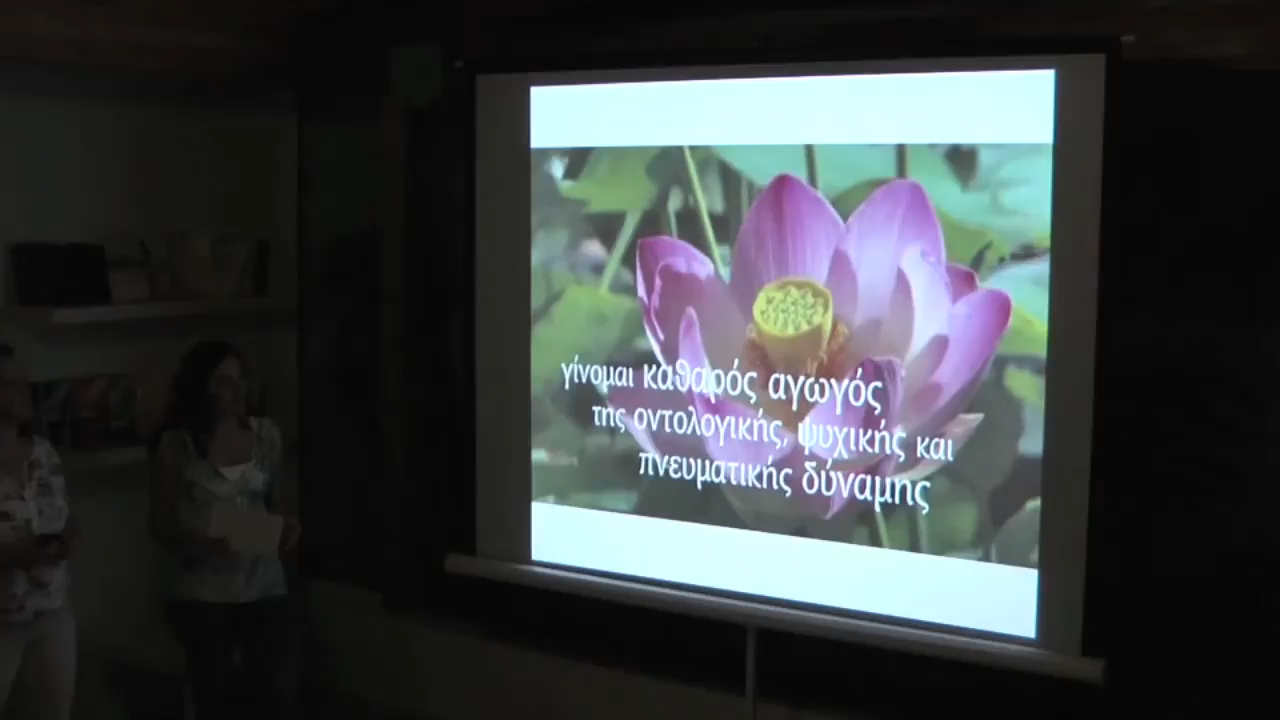 γίνομαι καθαρός αγωγός
της οντολογικής, ψυχικής και
πνευματικής δύναμης